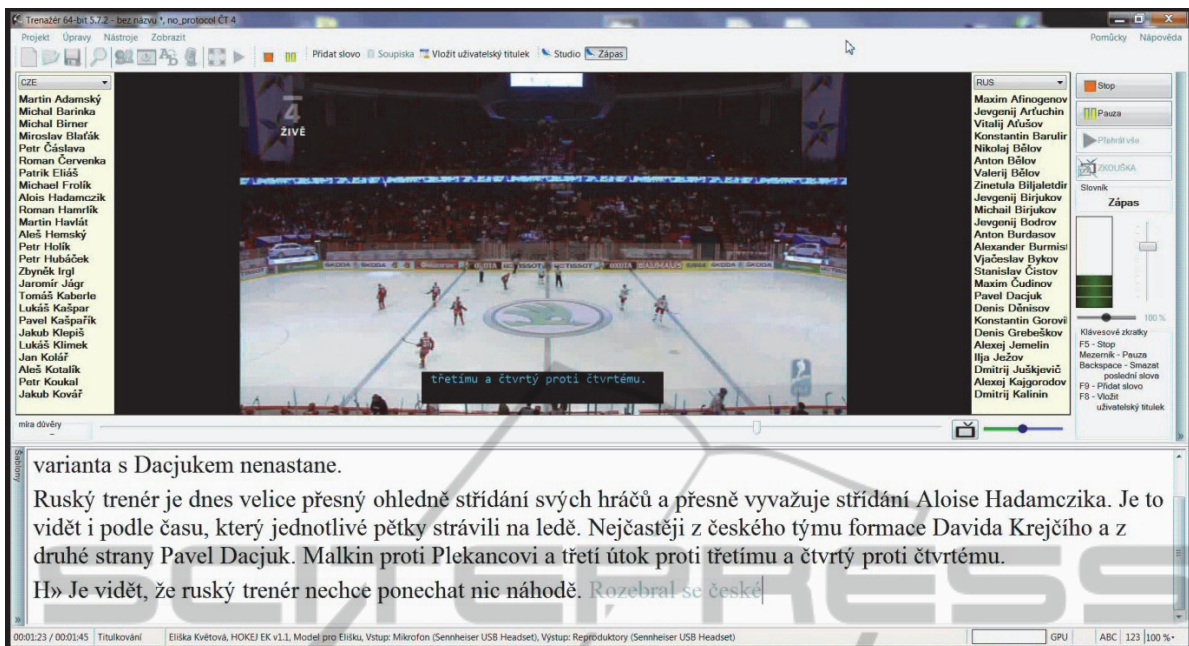 Trenažér 64-bit 5.7.2 - bez názvu *, no_protocol ČT 4
Projekt Úpravy Nástroje Zobrazit Pomůcky Nápověda
Přidat slovo Soupiska Vložit uživatelský titulek Studio Zápas
CZE
Martin Adamský
Michal Barinka
Michal Birner
Miroslav Blaťák
Petr Čáslava
Roman Červenka
Patrik Eliáš
Michael Frolík
Alois Hadamczik
Roman Hamrlík
Martin Havlát
Aleš Hemský
Petr Holík
Petr Hubáček
Zbyněk Irgl
Jaromír Jágr
Tomáš Kaberle
Lukáš Kašpar
Pavel Kašpařík
Jakub Klepiš
Lukáš Klimek
Jan Kolář
Aleš Kotalík
Petr Koukal
Jakub Kovář
4
ŽIVĚ
ŠKODA
TISSOT
BAUHAUS
ŠKODA
třetímu a čtvrtý proti čtvrtému.
RUS
Maxim Afinogenov
Jevgenij Arťuchin
Vitalij Aťušov
Konstantin Barulir
Nikolaj Bělov
Anton Bělov
Valerij Bělov
Zinetula Biljaletdir
Jevgenij Birjukov
Michail Birjukov
Jevgenij Bodrov
Anton Burdasov
Alexander Burmist
Vjačeslav Bykov
Stanislav Čistov
Maxim Čudinov
Pavel Dacjuk
Denis Děnisov
Konstantin Gorovil
Denis Grebeškov
Alexej Jemelin
Ilja Ježov
Dmitrij Juškjevič
Alexej Kajgorodov
Dmitrij Kalinin
Stop
Pauza
Přehrát vše
ZKOUŠKA
Slovník
Zápas
100 %
Klávesové zkratky
F5 - Stop
Mezerník - Pauza
Backspace - Smazat
poslední slova
F9 - Přidat slovo
F8 - Vložit
uživatelský titulek
míra důvěry
–
Šablony
varianta s Dacjukem nenastane.
Ruský trenér je dnes velice přesný ohledně střídání svých hráčů a přesně vyvažuje střídání Aloise Hadamczika. Je to
vidět i podle času, který jednotlivé pětky strávili na ledě. Nejčastěji z českého týmu formace Davida Krejčího a z
druhé strany Pavel Dacjuk. Malkin proti Plekancovi a třetí útok proti třetímu a čtvrtý proti čtvrtému.
H» Je vidět, že ruský trenér nechce ponechat nic náhodě. Rozebral se české
SCITEPRESS
00:01:23 / 00:01:45 Titulkování Eliška Květová, HOKEJ EK v1.1, Model pro Elišku, Vstup: Mikrofon (Sennheiser USB Headset), Výstup: Reproduktory (Sennheiser USB Headset) GPU ABC 123 100 %